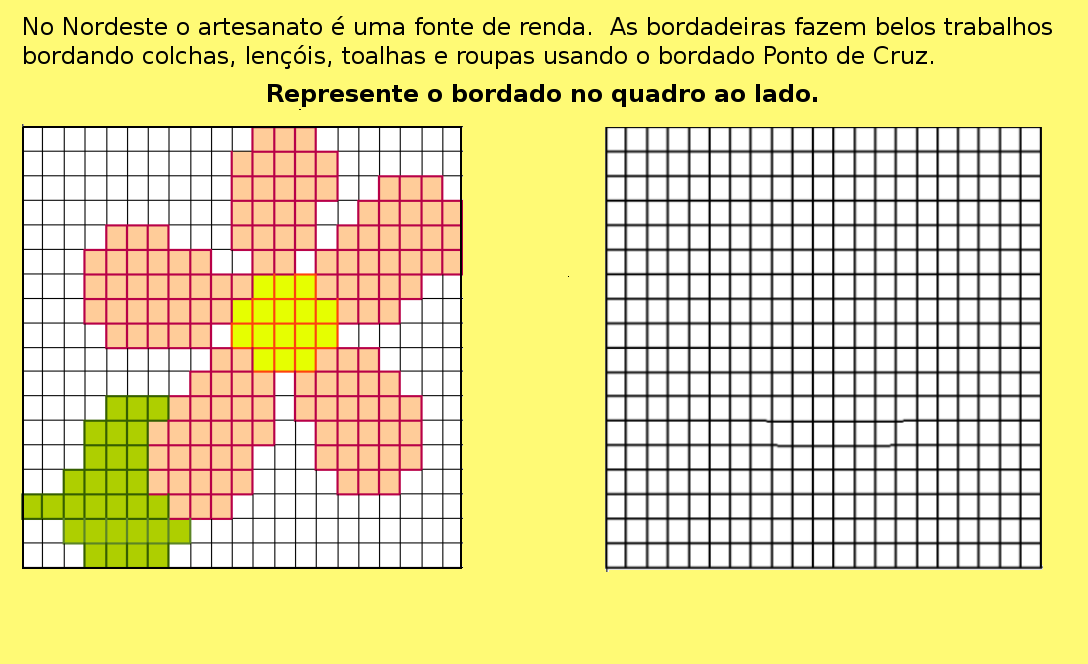 No Nordeste o artesanato é uma fonte de renda.  As bordadeiras fazem belos trabalhos
bordando colchas, lençóis, toalhas e roupas usando o bordado Ponto de Cruz.
Represente o bordado no quadro ao lado.